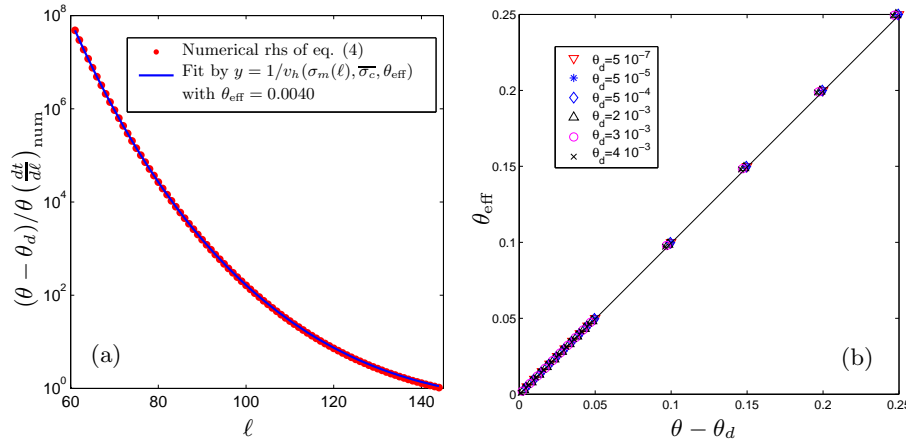 10^8
10^6
10^4
10^2
10^0
60 80 100 120 140
ℓ
(θ − θ_d)/θ (dt/dℓ)_num
Numerical rhs of eq. (4)
Fit by y = 1/v_h(σ_m(ℓ), \overline{σ_c}, θ_eff)
with θ_eff = 0.0040
(a)
0.25
0.2
0.15
0.1
0.05
0
0 0.05 0.1 0.15 0.2 0.25
θ − θ_d
θ_eff
θ_d=5 10^-7
θ_d=5 10^-5
θ_d=5 10^-4
θ_d=2 10^-3
θ_d=3 10^-3
θ_d=4 10^-3
(b)